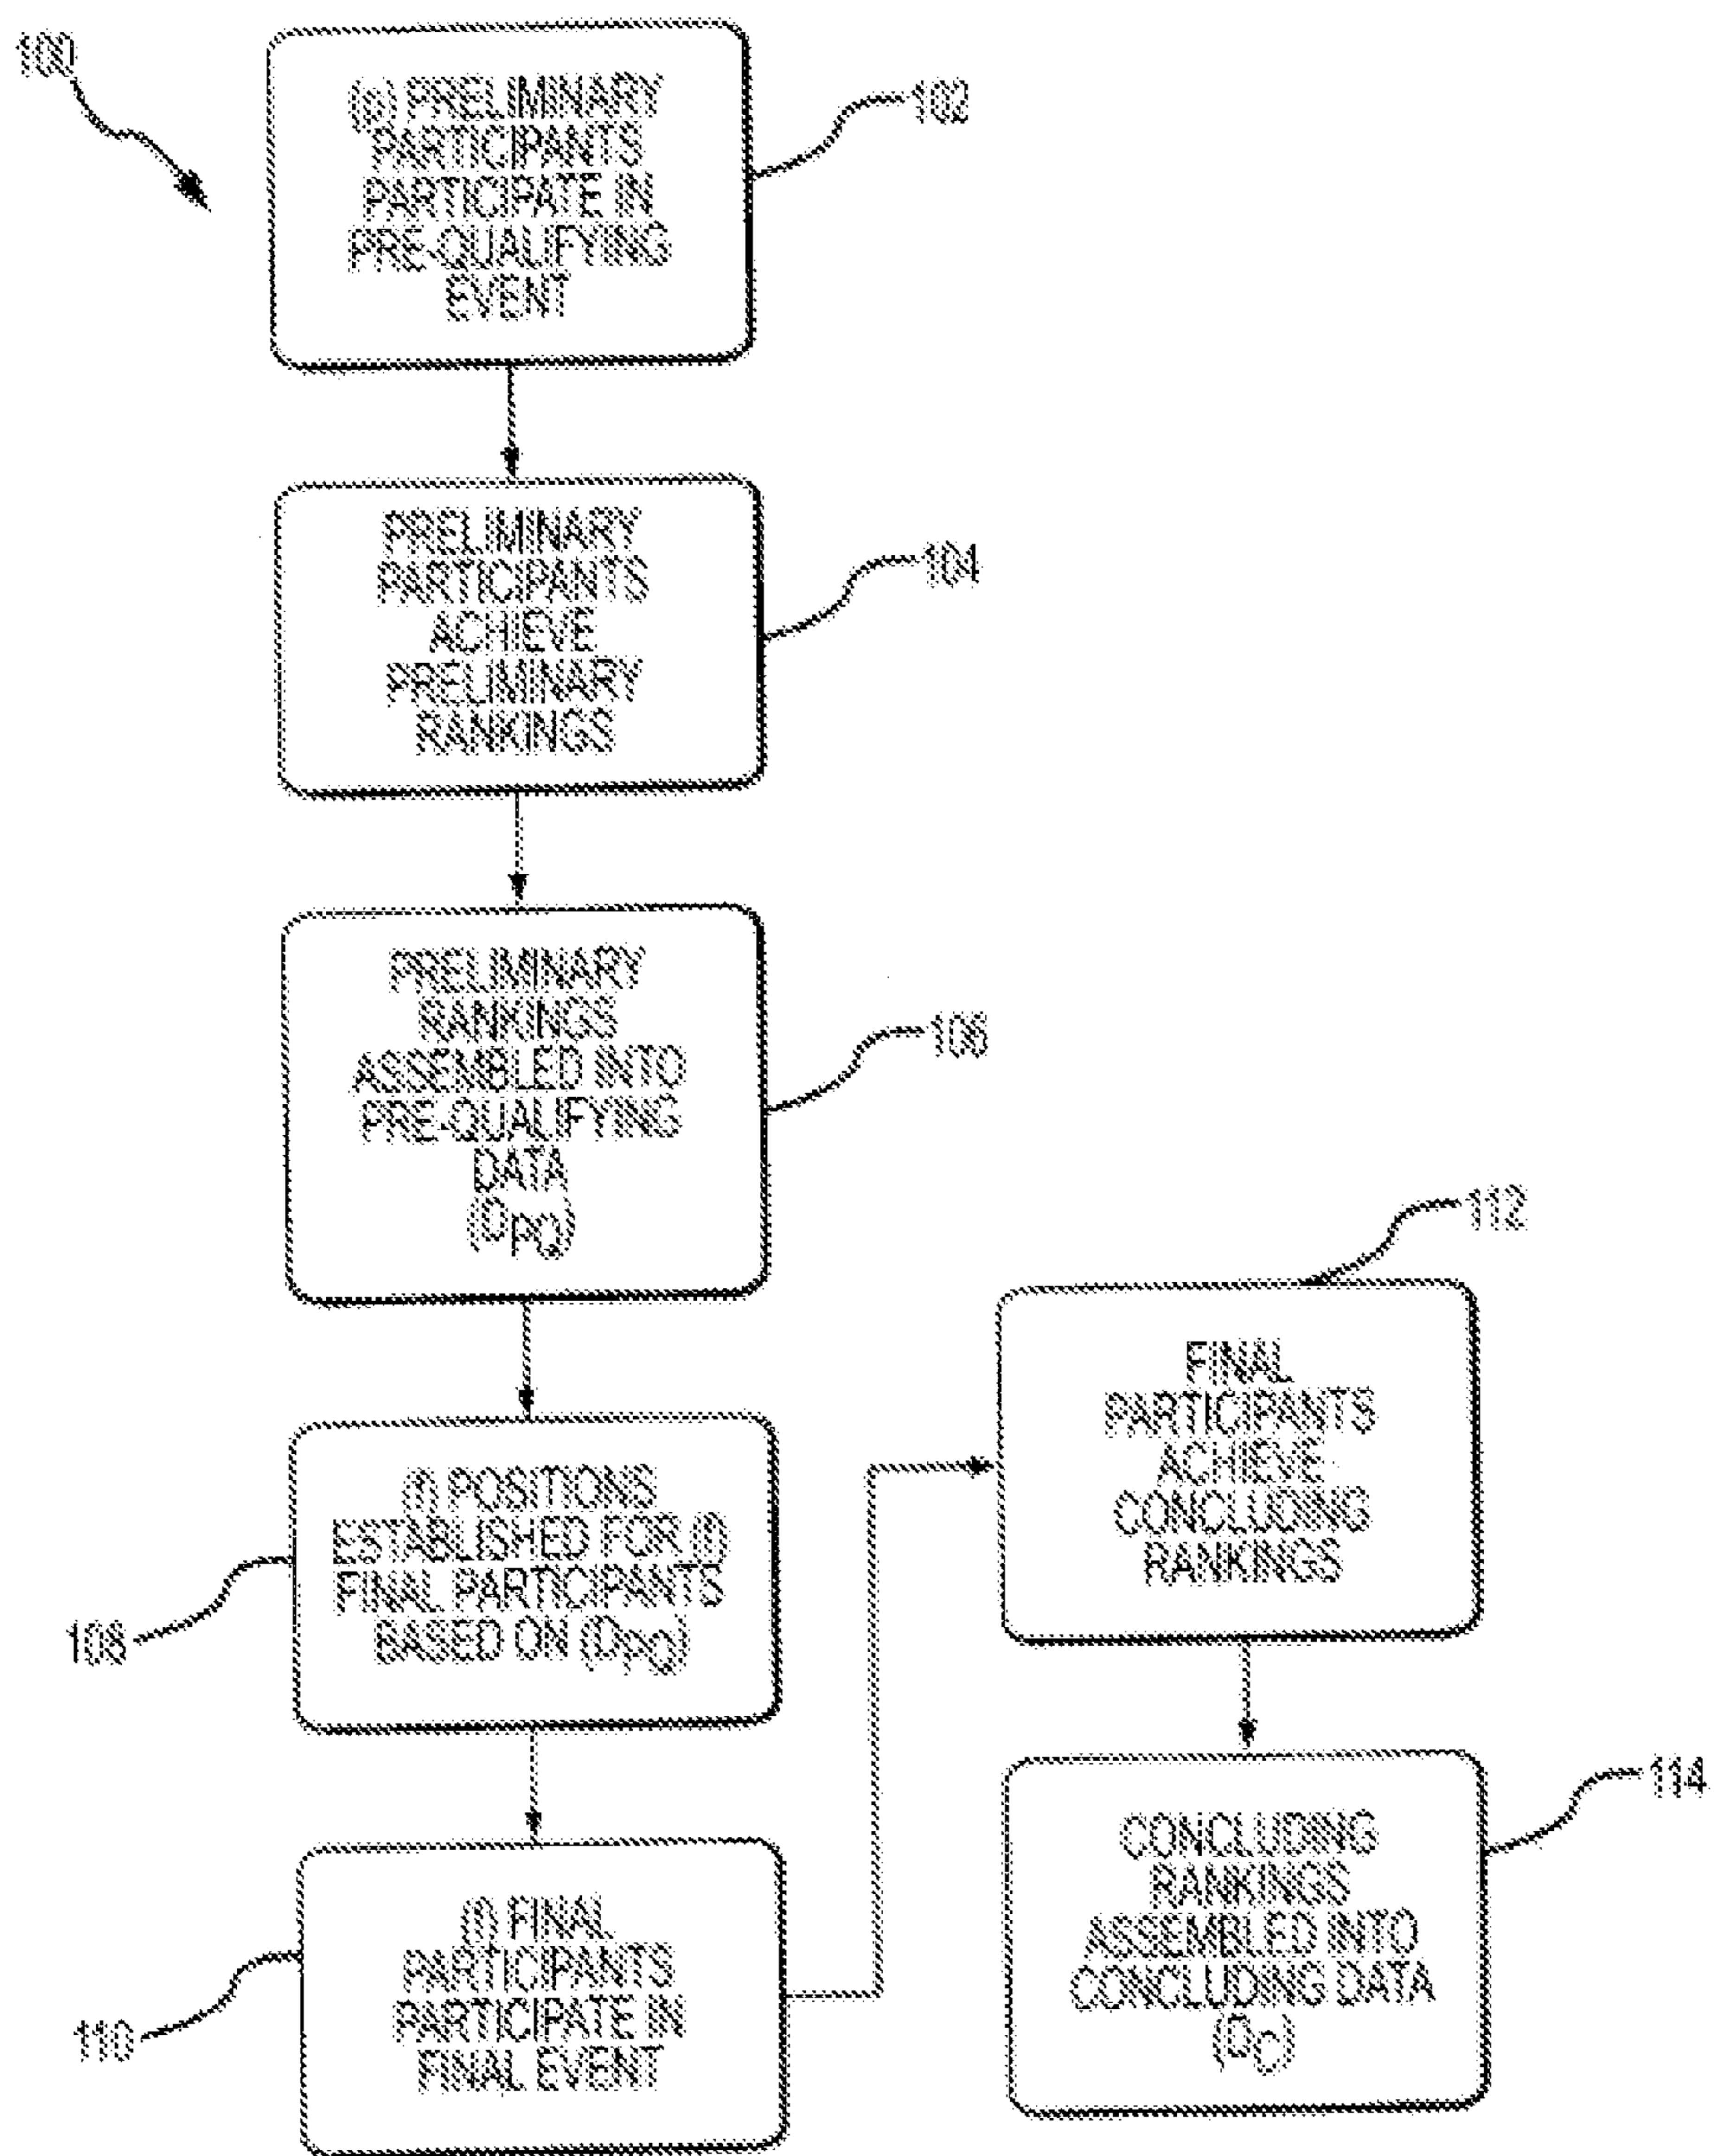 100
(p) PRELIMINARY
PARTICIPANTS
PARTICIPATE IN
PRE-QUALIFYING
EVENT
102
PRELIMINARY
PARTICIPANTS
ACHIEVE
PRELIMINARY
RANKINGS
104
PRELIMINARY
RANKINGS
ASSEMBLED INTO
PRE-QUALIFYING
DATA
(DPQ)
106
(f) POSITIONS
ESTABLISHED FOR (f)
FINAL PARTICIPANTS
BASED ON (DPQ)
108
(f) FINAL
PARTICIPANTS
PARTICIPATE IN
FINAL EVENT
110
112
FINAL
PARTICIPANTS
ACHIEVE
CONCLUDING
RANKINGS
CONCLUDING
RANKINGS
ASSEMBLED INTO
CONCLUDING DATA
(DC)
114